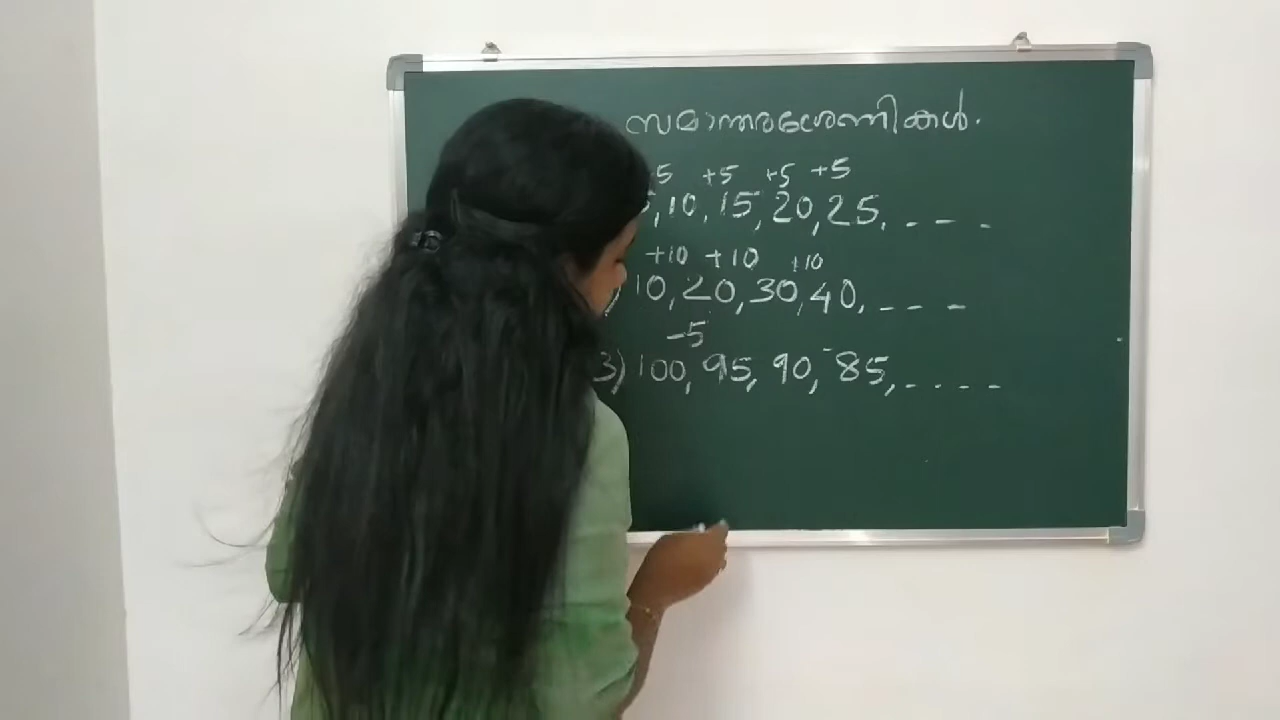 സമാന്തരശ്രേണികൾ.
5 +5 +5 +5
,10, 15, 20, 25, - - -
+10 +10 +10
) 10, 20, 30, 40, - - -
-5
3) 100, 95, 90, 85, - - - -